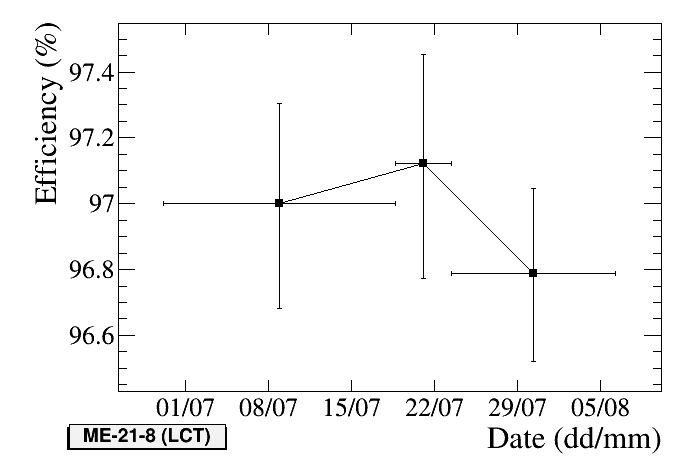 Efficiency (%)
97.4
97.2
97
96.8
96.6
01/07 08/07 15/07 22/07 29/07 05/08
ME-21-8 (LCT)
Date (dd/mm)